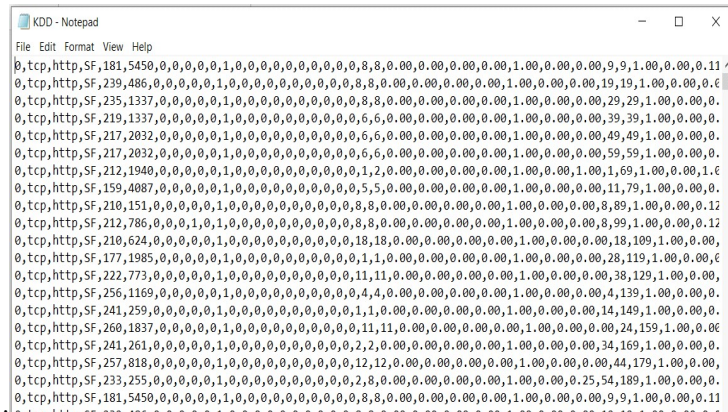 KDD - Notepad
File Edit Format View Help
0,tcp,http,SF,181,5450,0,0,0,0,0,1,0,0,0,0,0,0,0,0,0,0,8,8,0.00,0.00,0.00,0.00,1.00,0.00,0.00,9,9,1.00,0.00,0.11
0,tcp,http,SF,239,486,0,0,0,0,0,1,0,0,0,0,0,0,0,0,0,0,8,8,0.00,0.00,0.00,0.00,1.00,0.00,0.00,19,19,1.00,0.00,0.0
0,tcp,http,SF,235,1337,0,0,0,0,0,1,0,0,0,0,0,0,0,0,0,0,8,8,0.00,0.00,0.00,0.00,1.00,0.00,0.00,29,29,1.00,0.00,0.
0,tcp,http,SF,219,1337,0,0,0,0,0,1,0,0,0,0,0,0,0,0,0,0,6,6,0.00,0.00,0.00,0.00,1.00,0.00,0.00,39,39,1.00,0.00,0.
0,tcp,http,SF,217,2032,0,0,0,0,0,1,0,0,0,0,0,0,0,0,0,0,6,6,0.00,0.00,0.00,0.00,1.00,0.00,0.00,49,49,1.00,0.00,0.
0,tcp,http,SF,217,2032,0,0,0,0,0,1,0,0,0,0,0,0,0,0,0,0,6,6,0.00,0.00,0.00,0.00,1.00,0.00,0.00,59,59,1.00,0.00,0.
0,tcp,http,SF,212,1940,0,0,0,0,0,1,0,0,0,0,0,0,0,0,0,0,1,2,0.00,0.00,0.00,0.00,1.00,0.00,1.00,1,69,1.00,0.00,1.0
0,tcp,http,SF,159,4087,0,0,0,0,0,1,0,0,0,0,0,0,0,0,0,0,5,5,0.00,0.00,0.00,0.00,1.00,0.00,0.00,11,79,1.00,0.00,0.
0,tcp,http,SF,210,151,0,0,0,0,0,1,0,0,0,0,0,0,0,0,0,0,8,8,0.00,0.00,0.00,0.00,1.00,0.00,0.00,8,89,1.00,0.00,0.12
0,tcp,http,SF,212,786,0,0,0,1,0,1,0,0,0,0,0,0,0,0,0,0,8,8,0.00,0.00,0.00,0.00,1.00,0.00,0.00,8,99,1.00,0.00,0.12
0,tcp,http,SF,210,624,0,0,0,0,0,1,0,0,0,0,0,0,0,0,0,0,18,18,0.00,0.00,0.00,0.00,1.00,0.00,0.00,18,109,1.00,0.00,
0,tcp,http,SF,177,1985,0,0,0,0,0,1,0,0,0,0,0,0,0,0,0,0,1,1,0.00,0.00,0.00,0.00,1.00,0.00,0.00,28,119,1.00,0.00,0
0,tcp,http,SF,222,773,0,0,0,0,0,1,0,0,0,0,0,0,0,0,0,0,11,11,0.00,0.00,0.00,0.00,1.00,0.00,0.00,38,129,1.00,0.00,
0,tcp,http,SF,256,1169,0,0,0,0,0,1,0,0,0,0,0,0,0,0,0,0,4,4,0.00,0.00,0.00,0.00,1.00,0.00,0.00,4,139,1.00,0.00,0.
0,tcp,http,SF,241,259,0,0,0,0,0,1,0,0,0,0,0,0,0,0,0,0,1,1,0.00,0.00,0.00,0.00,1.00,0.00,0.00,14,149,1.00,0.00,0.
0,tcp,http,SF,260,1837,0,0,0,0,0,1,0,0,0,0,0,0,0,0,0,0,11,11,0.00,0.00,0.00,0.00,1.00,0.00,0.00,24,159,1.00,0.00
0,tcp,http,SF,241,261,0,0,0,0,0,1,0,0,0,0,0,0,0,0,0,0,2,2,0.00,0.00,0.00,0.00,1.00,0.00,0.00,34,169,1.00,0.00,0.
0,tcp,http,SF,257,818,0,0,0,0,0,1,0,0,0,0,0,0,0,0,0,0,12,12,0.00,0.00,0.00,0.00,1.00,0.00,0.00,44,179,1.00,0.00,
0,tcp,http,SF,233,255,0,0,0,0,0,1,0,0,0,0,0,0,0,0,0,0,2,8,0.00,0.00,0.00,0.00,1.00,0.00,0.25,54,189,1.00,0.00,0.
0,tcp,http,SF,181,5450,0,0,0,0,0,1,0,0,0,0,0,0,0,0,0,0,8,8,0.00,0.00,0.00,0.00,1.00,0.00,0.00,9,9,1.00,0.00,0.11